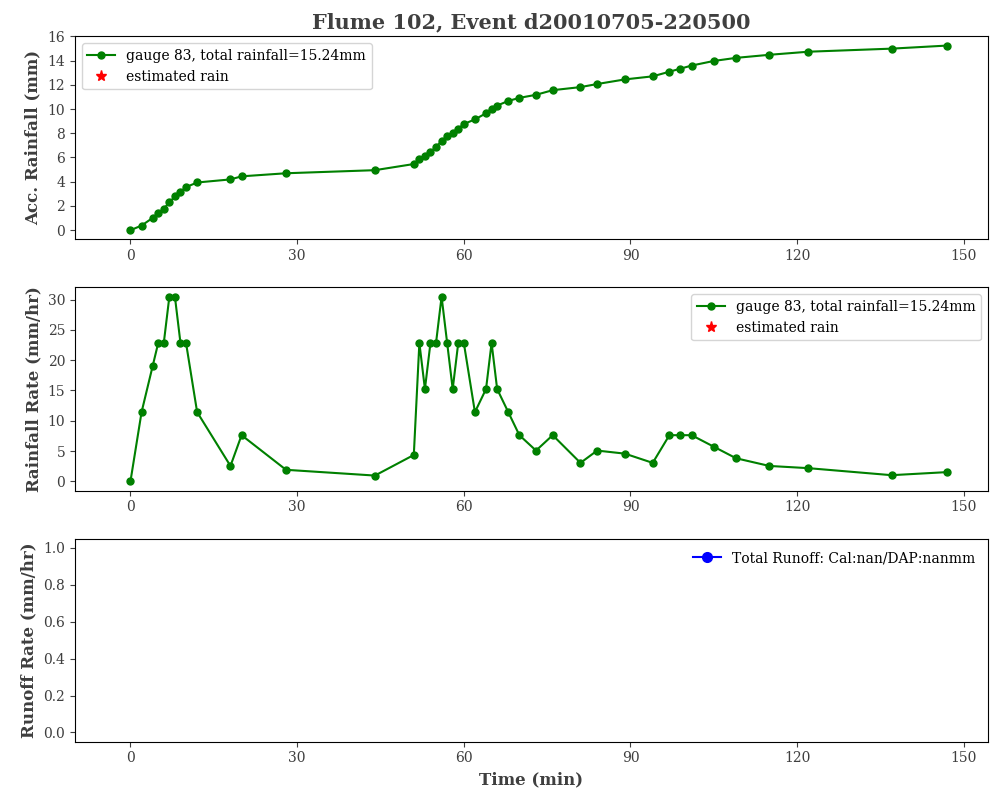 Flume 102, Event d20010705-220500
Acc. Rainfall (mm)
16
14
12
10
8
6
4
2
0
gauge 83, total rainfall=15.24mm
estimated rain
0 30 60 90 120 150
Rainfall Rate (mm/hr)
30
25
20
15
10
5
0
gauge 83, total rainfall=15.24mm
estimated rain
0 30 60 90 120 150
Runoff Rate (mm/hr)
1.0
0.8
0.6
0.4
0.2
0.0
Total Runoff: Cal:nan/DAP:nanmm
0 30 60 90 120 150
Time (min)